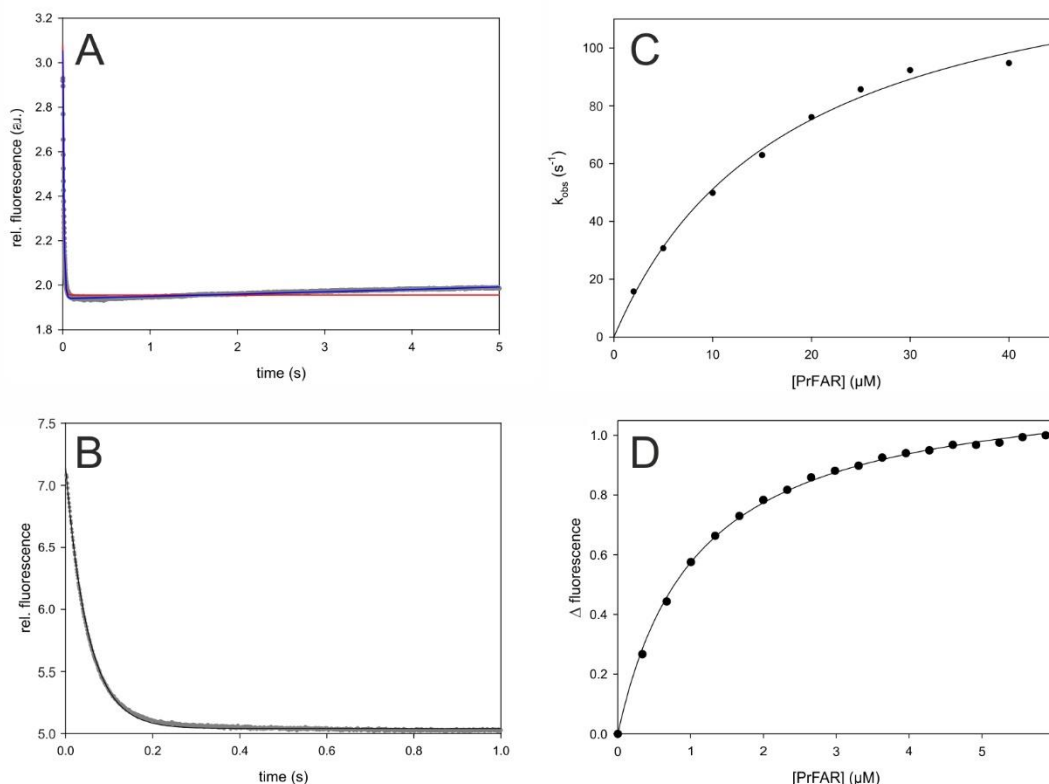 A
3.2
3.0
2.8
2.6
2.4
2.2
2.0
1.8
rel. fluorescence (a.u.)
0 1 2 3 4 5
time (s)
C
100
80
60
40
20
0
k_obs (s⁻¹)
0 10 20 30 40
[PrFAR] (µM)
B
7.5
7.0
6.5
6.0
5.5
5.0
rel. fluorescence
0.0 0.2 0.4 0.6 0.8 1.0
time (s)
D
1.0
0.8
0.6
0.4
0.2
0.0
Δ fluorescence
0 1 2 3 4 5
[PrFAR] (µM)